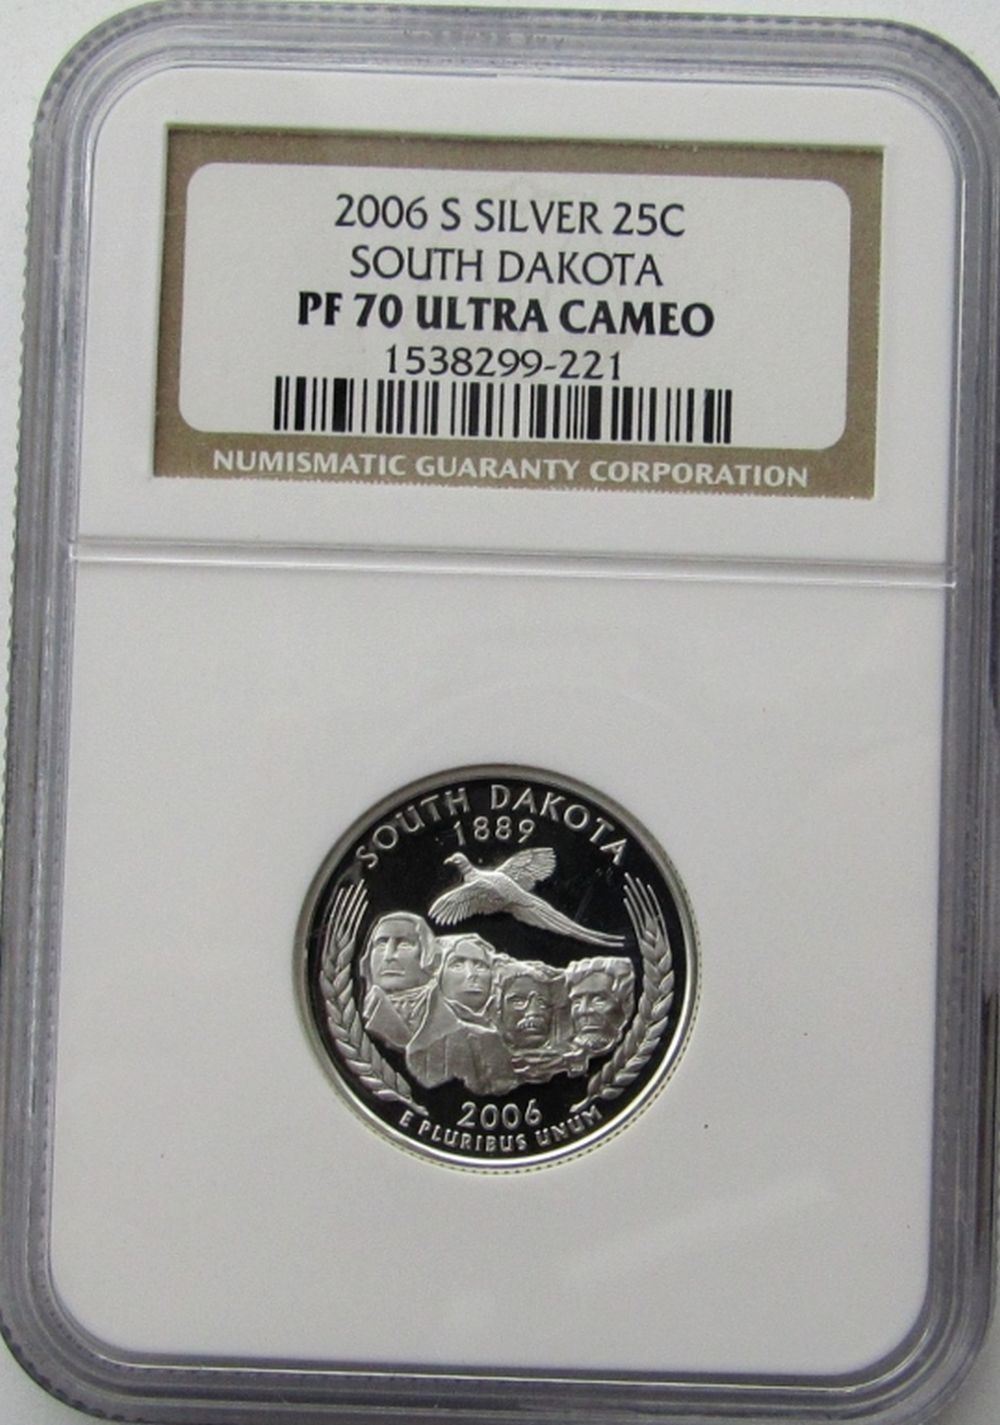 2006 S SILVER 25C
SOUTH DAKOTA
PF 70 ULTRA CAMEO
1538299-221
NUMISMATIC GUARANTY CORPORATION
SOUTH DAKOTA
1889
2006
E PLURIBUS UNUM